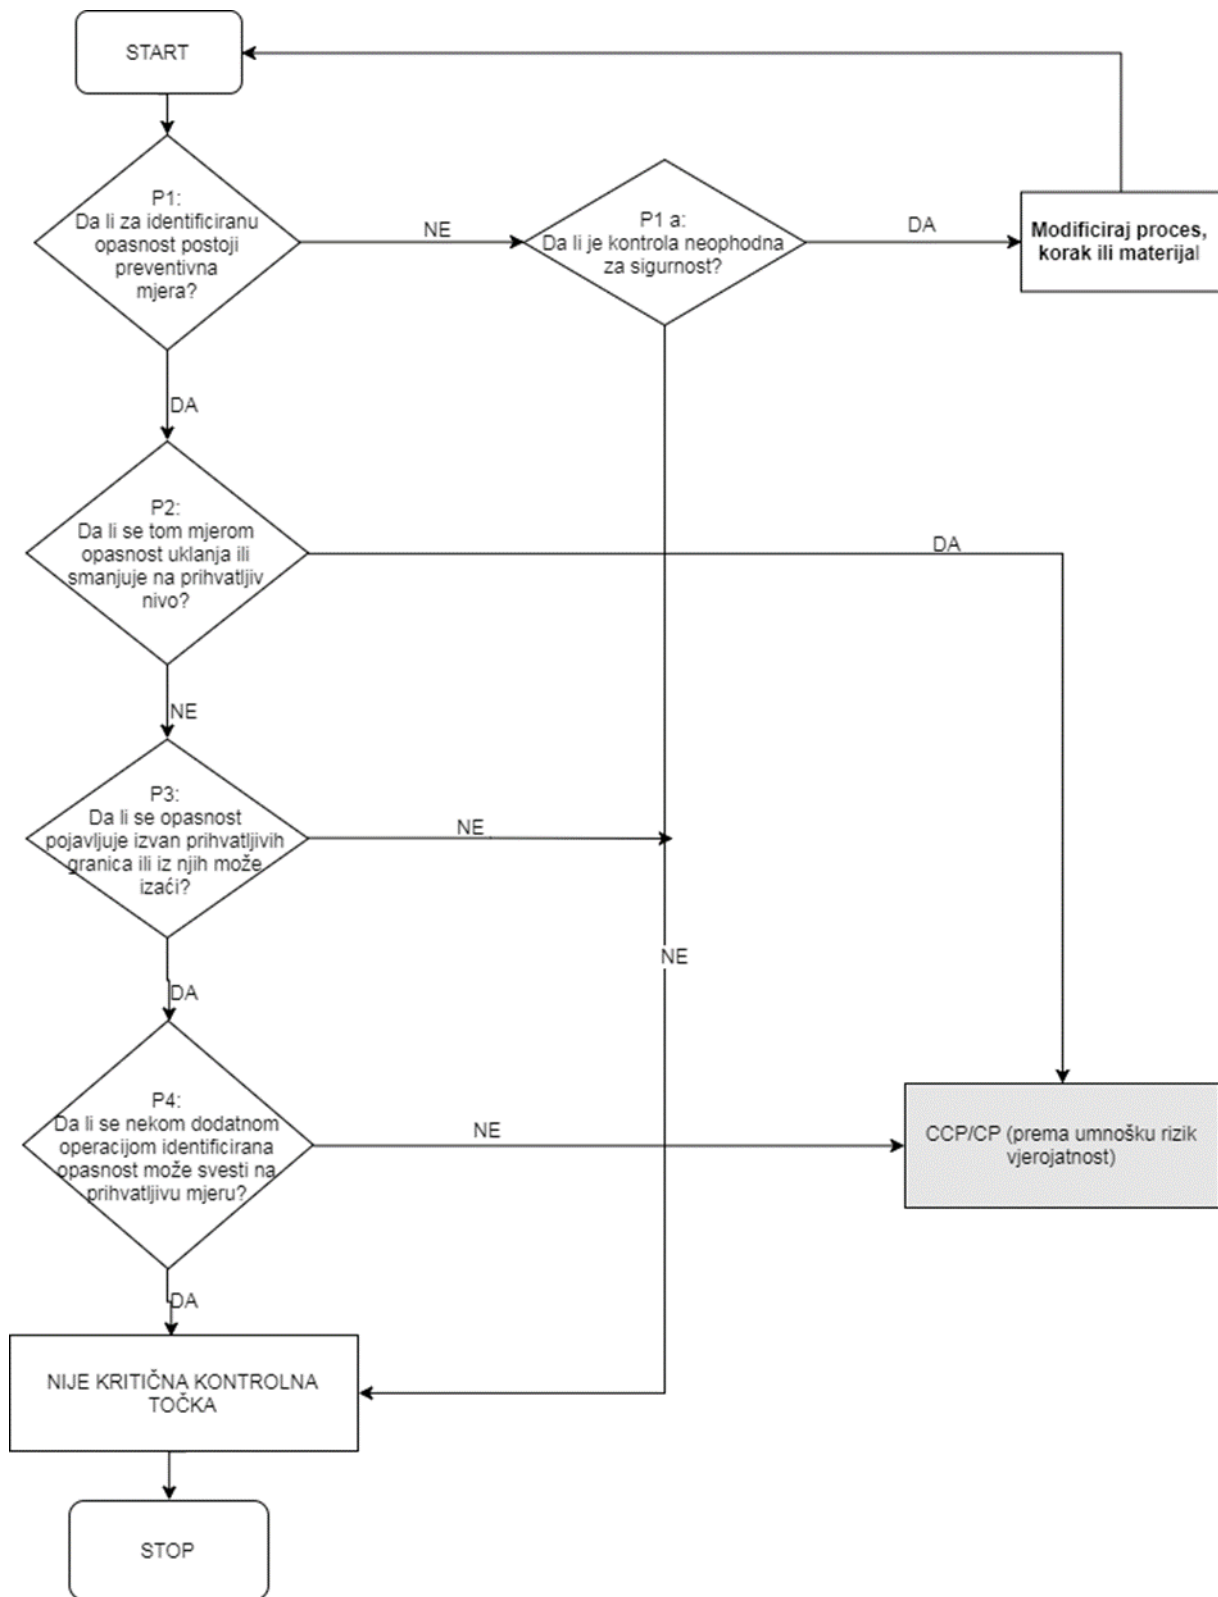 START
P1:
Da li za identificiranu
opasnost postoji
preventivna
mjera?
NE
P1 a:
Da li je kontrola neophodna
za sigurnost?
DA
Modificiraj proces,
korak ili materijal
DA
P2:
Da li se tom mjerom
opasnost uklanja ili
smanjuje na prihvatljiv
nivo?
DA
NE
P3:
Da li se opasnost
pojavljuje izvan prihvatljivih
granica ili iz njih može
izaći?
NE
NE
DA
P4:
Da li se nekom dodatnom
operacijom identificirana
opasnost može svesti na
prihvatljivu mjeru?
NE
CCP/CP (prema umnošku rizik
vjerojatnost)
DA
NIJE KRITIČNA KONTROLNA
TOČKA
STOP